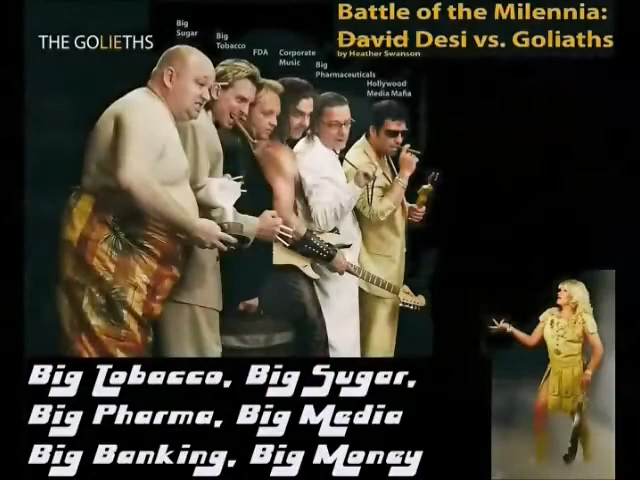 Battle of the Milennia:
David Desi vs. Goliaths
by Heather Swanson
THE GOLIETHS
Big
Sugar
Big
Tobacco
FDA
Corporate
Music
Big
Pharmaceuticals
Hollywood
Media Mafia
Big Tobacco, Big Sugar,
Big Pharma, Big Media
Big Banking, Big Money